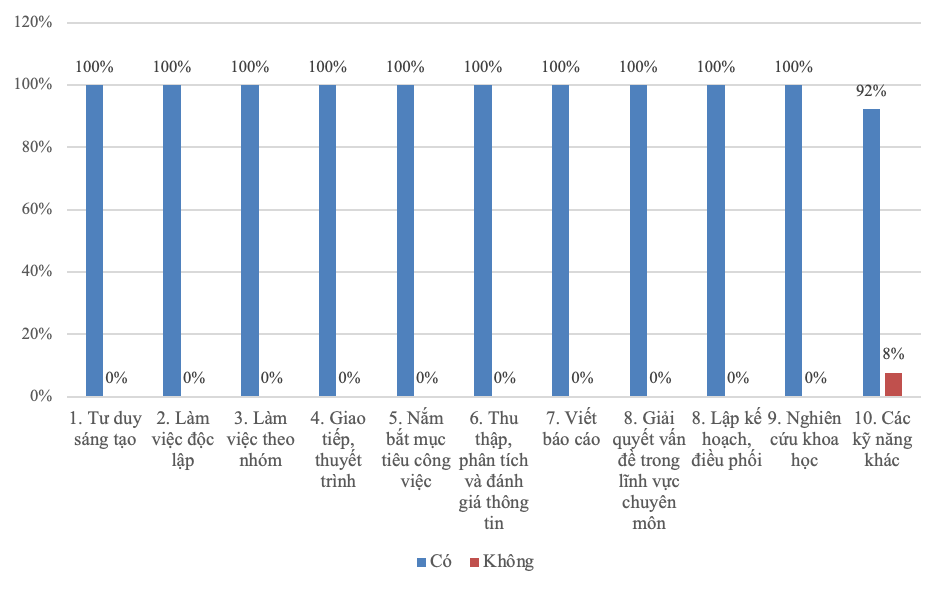 120%
100%
80%
60%
40%
20%
0%
100% 100% 100% 100% 100% 100% 100% 100% 100% 100% 92%
0% 0% 0% 0% 0% 0% 0% 0% 0% 0% 8%
1. Tư duy
sáng tạo
2. Làm
việc độc
lập
3. Làm
việc theo
nhóm
4. Giao
tiếp,
thuyết
trình
5. Nắm
bắt mục
tiêu công
việc
6. Thu
thập,
phân tích
và đánh
giá thông
tin
7. Viết
báo cáo
8. Giải
quyết vấn
đề trong
lĩnh vực
chuyên
môn
8. Lập kế
hoạch,
điều phối
9. Nghiên
cứu khoa
học
10. Các
kỹ năng
khác
Có Không